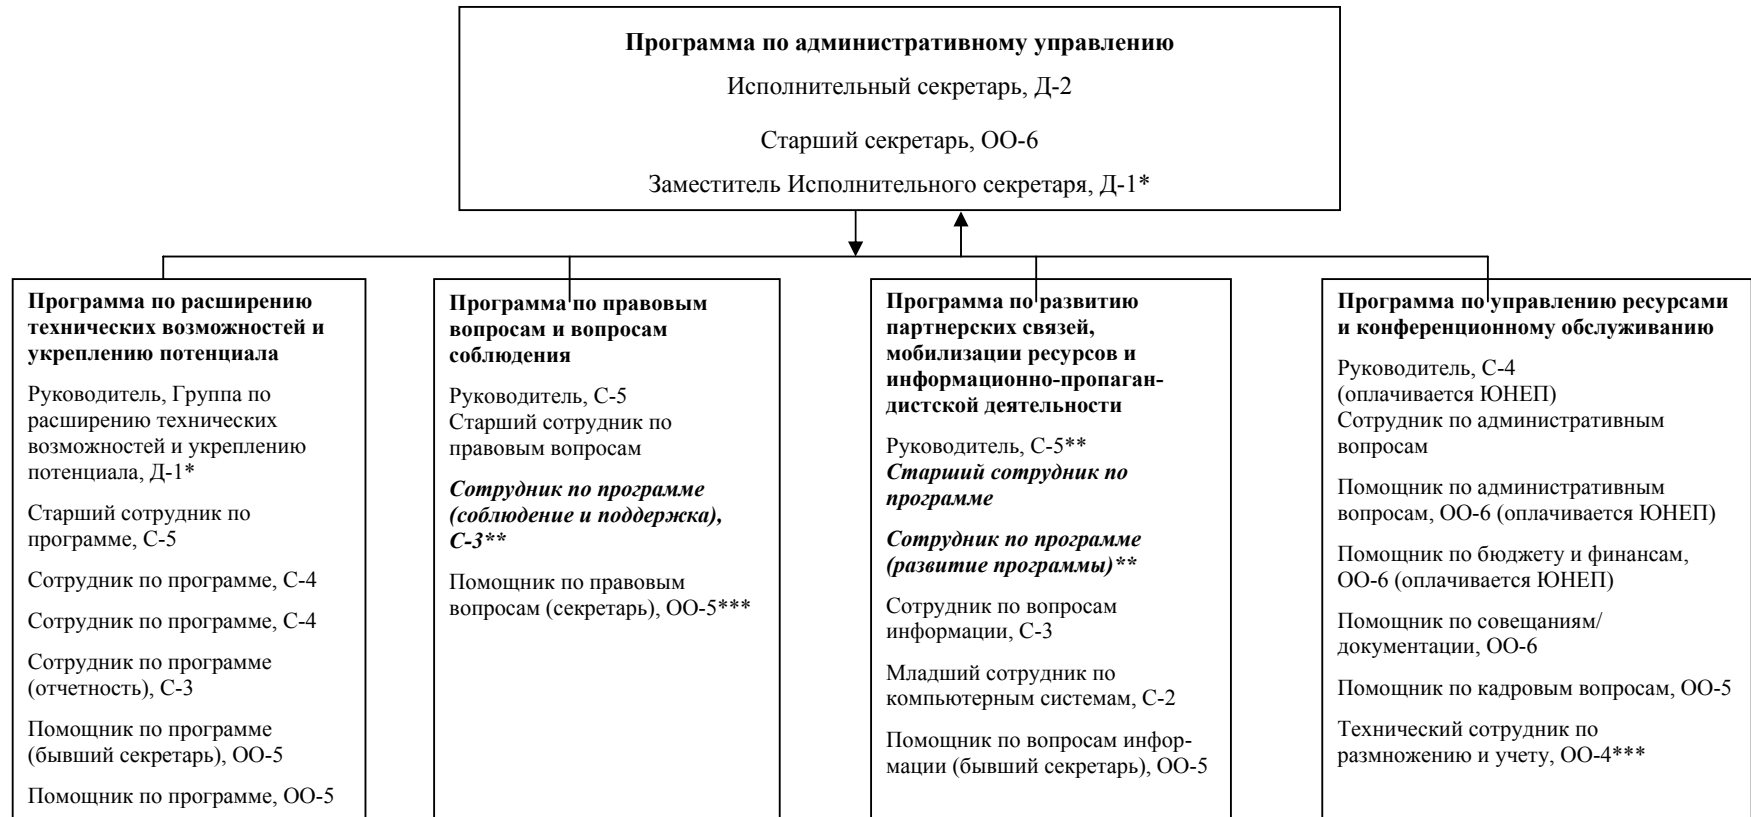 Программа по административному управлению
Исполнительный секретарь, Д-2
Старший секретарь, ОО-6
Заместитель Исполнительного секретаря, Д-1*
Программа по расширению
технических возможностей и
укреплению потенциала
Руководитель, Группа по
расширению технических
возможностей и укреплению
потенциала, Д-1*
Старший сотрудник по
программе, С-5
Сотрудник по программе, С-4
Сотрудник по программе, С-4
Сотрудник по программе
(отчетность), С-3
Помощник по программе
(бывший секретарь), ОО-5
Помощник по программе, ОО-5
Программа по правовым
вопросам и вопросам
соблюдения
Руководитель, С-5
Старший сотрудник по
правовым вопросам
Сотрудник по программе
(соблюдение и поддержка),
С-3**
Помощник по правовым
вопросам (секретарь), ОО-5***
Программа по развитию
партнерских связей,
мобилизации ресурсов и
информационно-пропаган-
дистской деятельности
Руководитель, С-5**
Старший сотрудник по
программе
Сотрудник по программе
(развитие программы)**
Сотрудник по вопросам
информации, С-3
Младший сотрудник по
компьютерным системам, С-2
Помощник по вопросам инфор-
мации (бывший секретарь), ОО-5
Программа по управлению ресурсами
и конференционному обслуживанию
Руководитель, С-4
(оплачивается ЮНЕП)
Сотрудник по административным
вопросам
Помощник по административным
вопросам, ОО-6 (оплачивается ЮНЕП)
Помощник по бюджету и финансам,
ОО-6 (оплачивается ЮНЕП)
Помощник по совещаниям/
документации, ОО-6
Помощник по кадровым вопросам, ОО-5
Технический сотрудник по
размножению и учету, ОО-4***